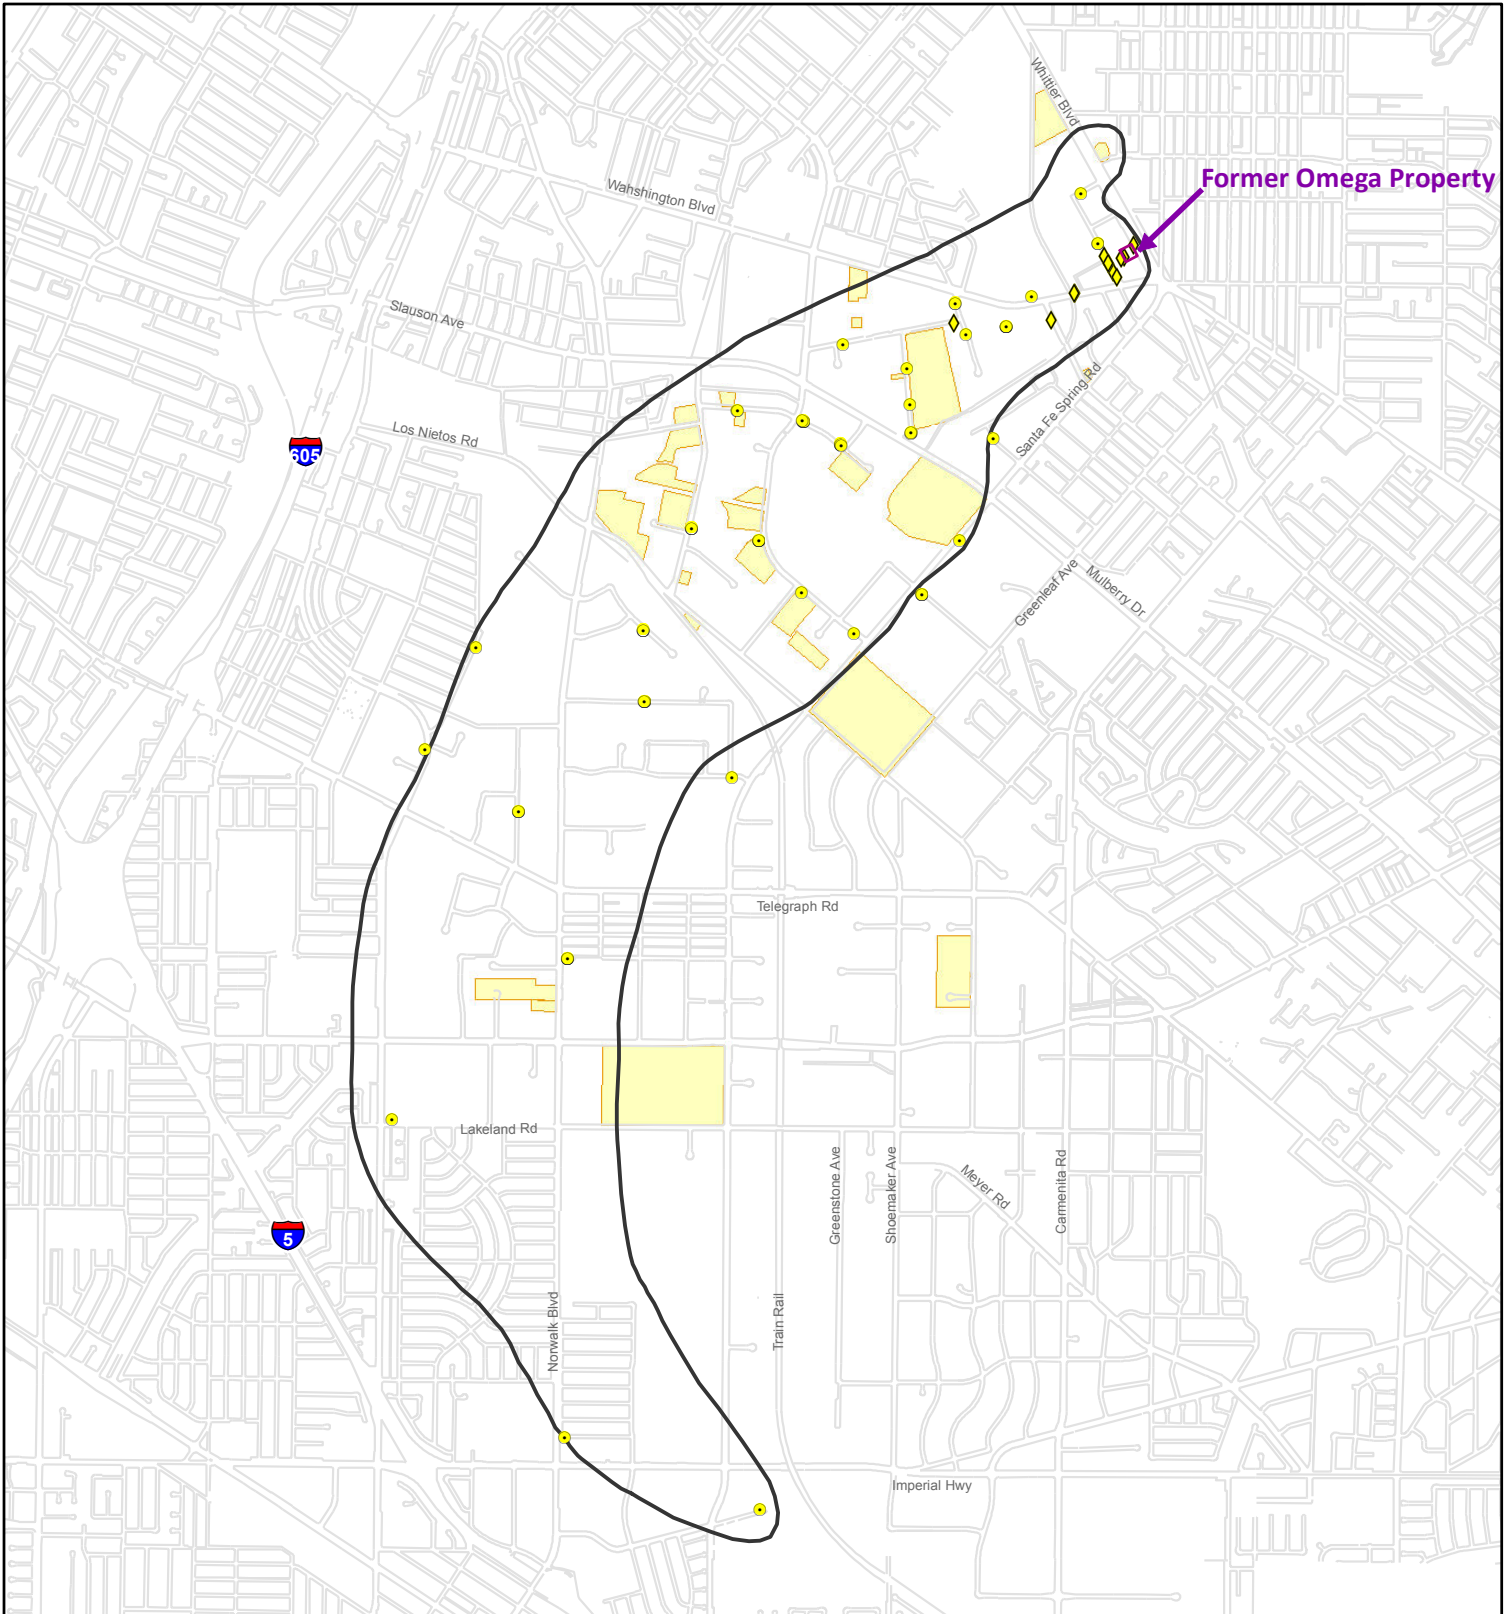 Whittier Blvd
Former Omega Property
Wahshington Blvd
Slauson Ave
Santa Fe Spring Rd
Los Nietos Rd
605
Greenleaf Ave
Mulberry Dr
Telegraph Rd
Lakeland Rd
Greenstone Ave
Shoemaker Ave
Meyer Rd
Carmenita Rd
5
Norwalk Blvd
Train Rail
Imperial Hwy